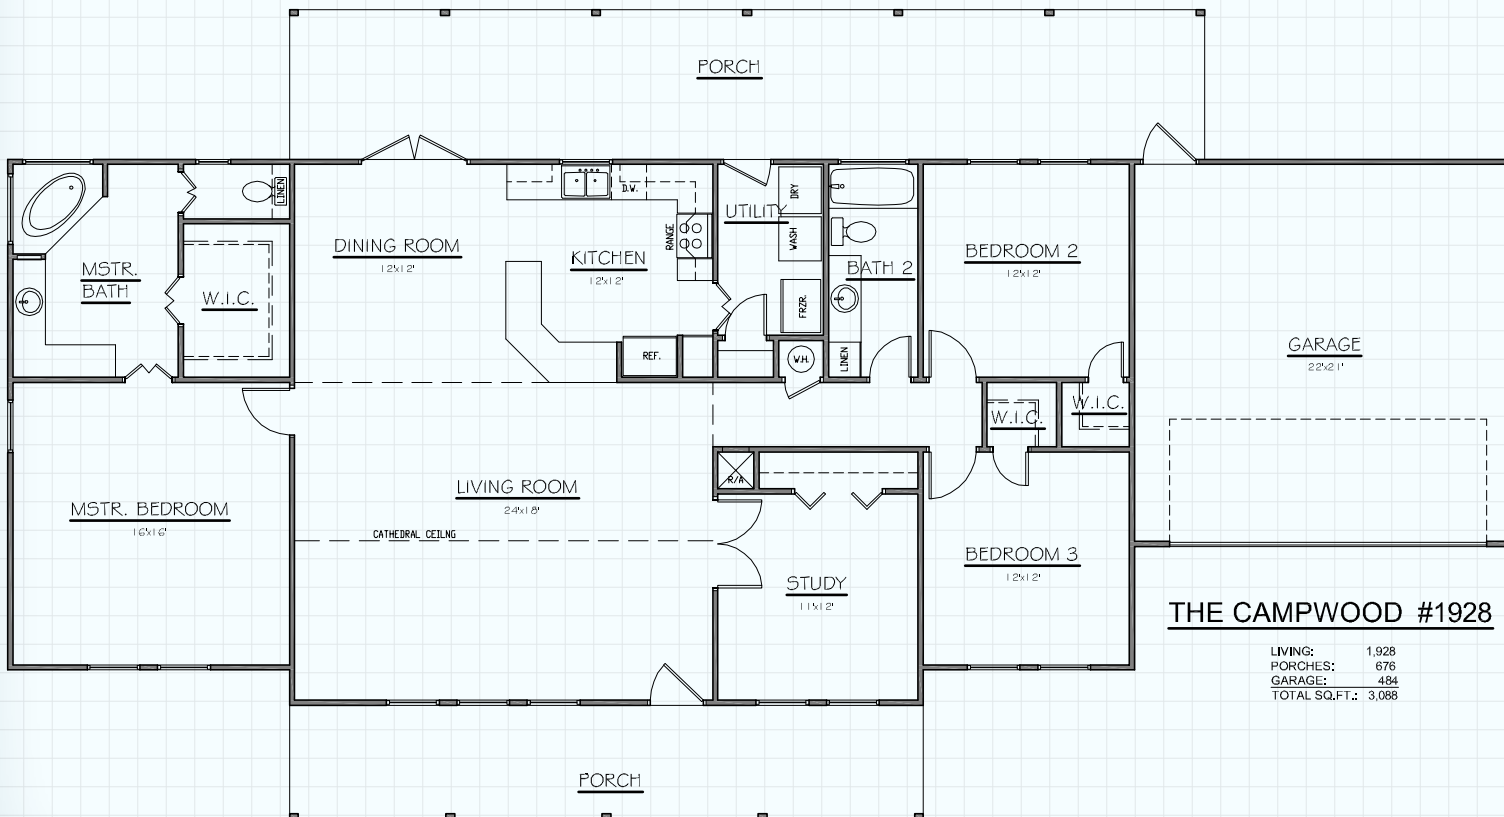 PORCH
LINEN
D.W.
DRY
UTILITY
RANGE
WASH
DINING ROOM
12'x12'
KITCHEN
12'x12'
BEDROOM 2
12'x12'
MSTR.
BATH
BATH 2
W.I.C.
FRZR.
REF.
W.H.
LINEN
GARAGE
22'x21'
W.I.C.
W.I.C.
R/A
LIVING ROOM
24'x18'
MSTR. BEDROOM
16'x16'
CATHEDRAL CEILNG
BEDROOM 3
12'x12'
STUDY
11'x12'
THE CAMPWOOD #1928
LIVING: 1,928
PORCHES: 676
GARAGE: 484
TOTAL SQ.FT.: 3,088
PORCH